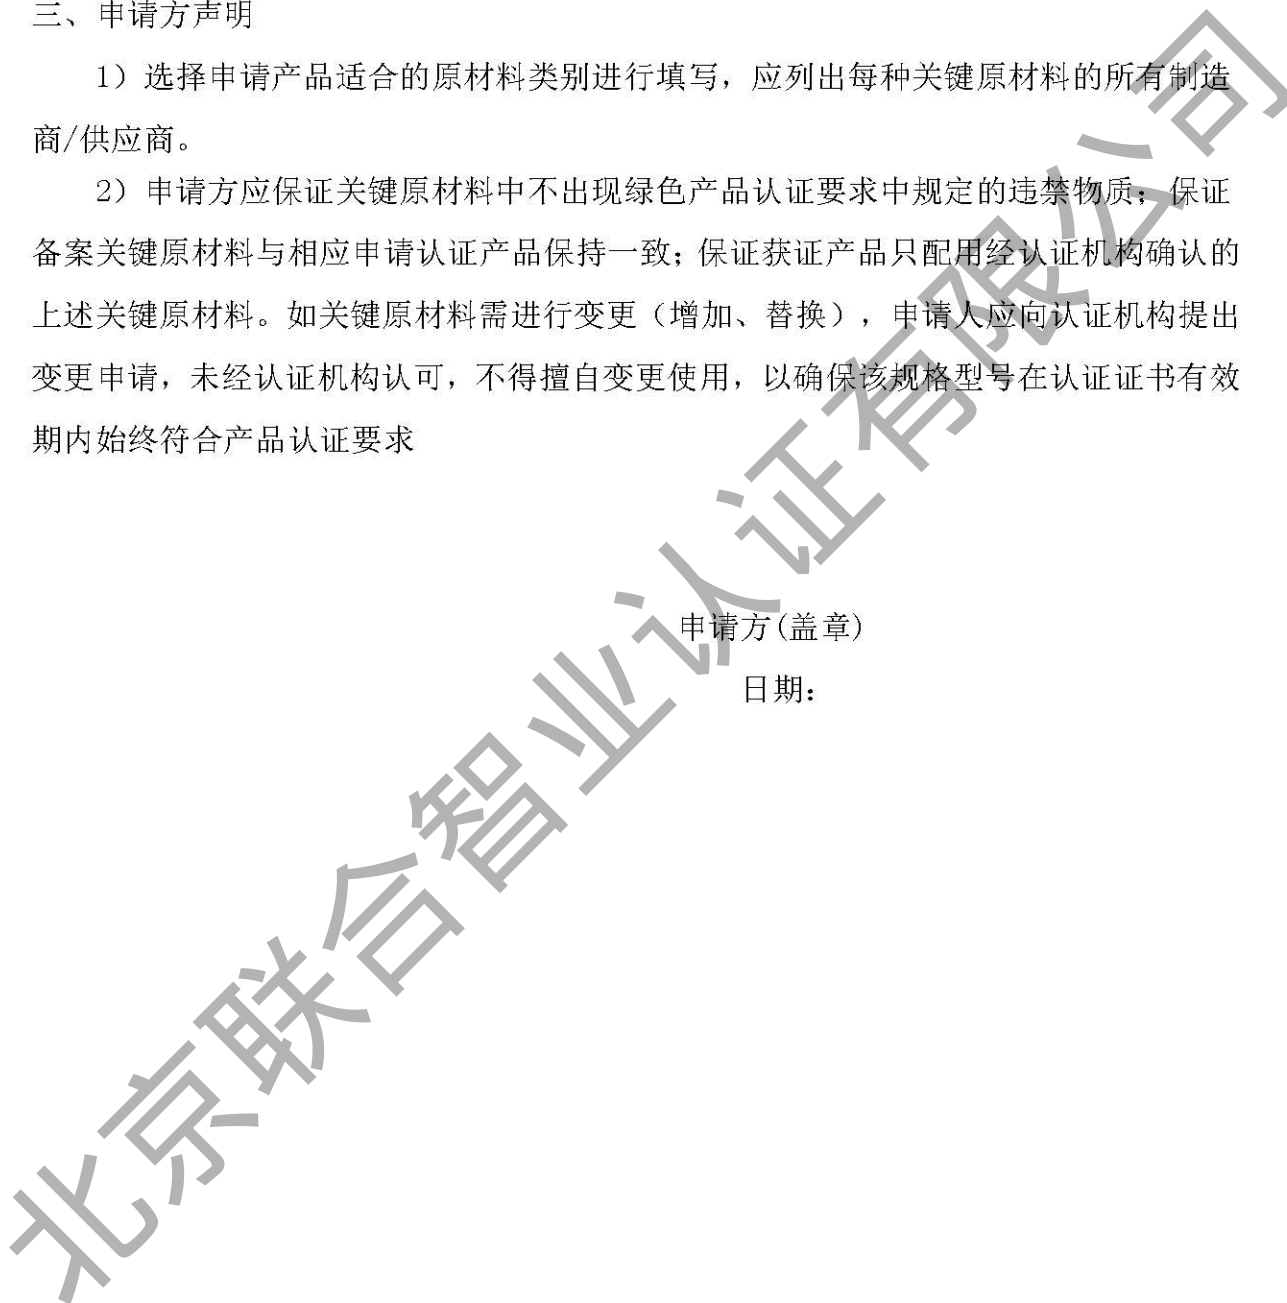 三、申请方声明
1）选择申请产品适合的原材料类别进行填写，应列出每种关键原材料的所有制造
商/供应商。
2）申请方应保证关键原材料中不出现绿色产品认证要求中规定的违禁物质；保证
备案关键原材料与相应申请认证产品保持一致；保证获证产品只配用经认证机构确认的
上述关键原材料。如关键原材料需进行变更（增加、替换），申请人应向认证机构提出
变更申请，未经认证机构认可，不得擅自变更使用，以确保该规格型号在认证证书有效
期内始终符合产品认证要求
申请方(盖章)
日期：
北京联合智业认证有限公司